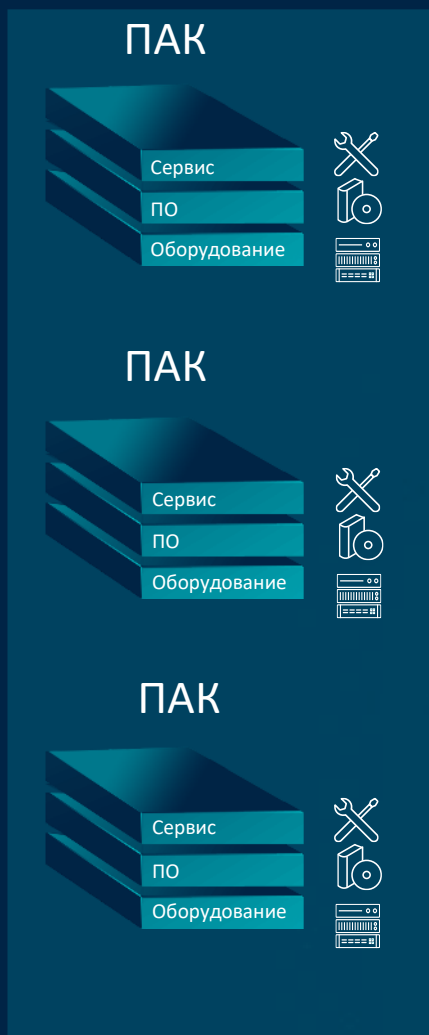 ПАК
Сервис
ПО
Оборудование
ПАК
Сервис
ПО
Оборудование
ПАК
Сервис
ПО
Оборудование